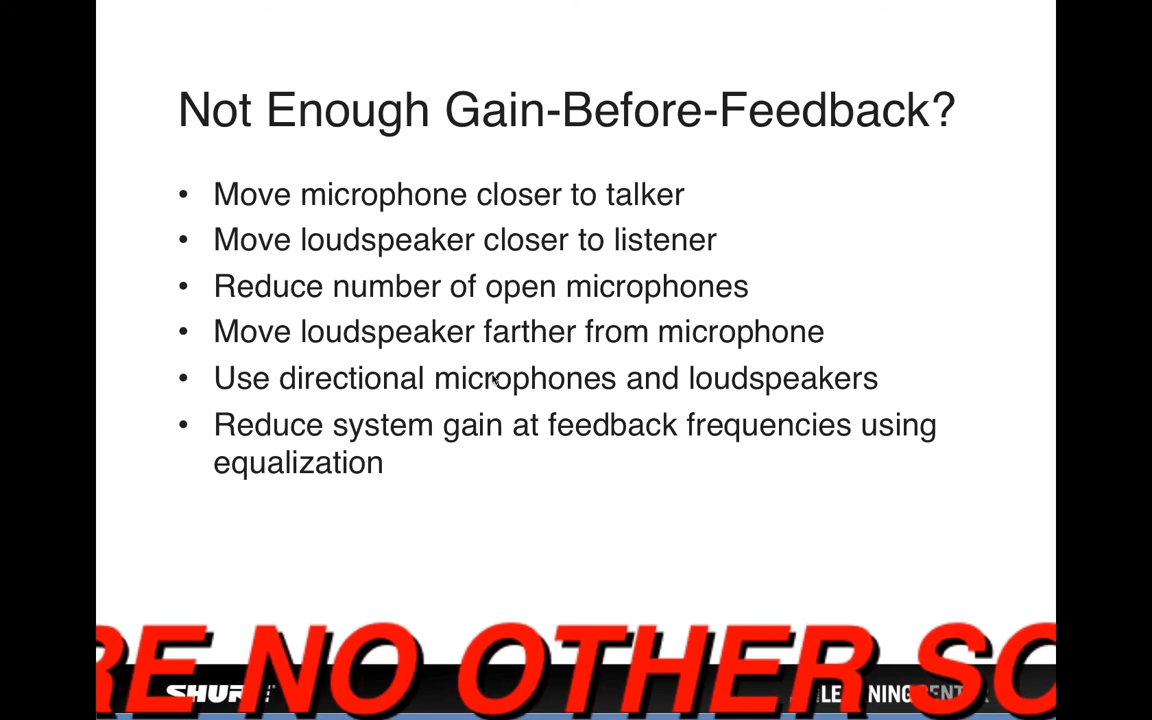 Not Enough Gain-Before-Feedback?
• Move microphone closer to talker
• Move loudspeaker closer to listener
• Reduce number of open microphones
• Move loudspeaker farther from microphone
• Use directional microphones and loudspeakers
• Reduce system gain at feedback frequencies using
equalization
RE NO OTHER SO
SHUR